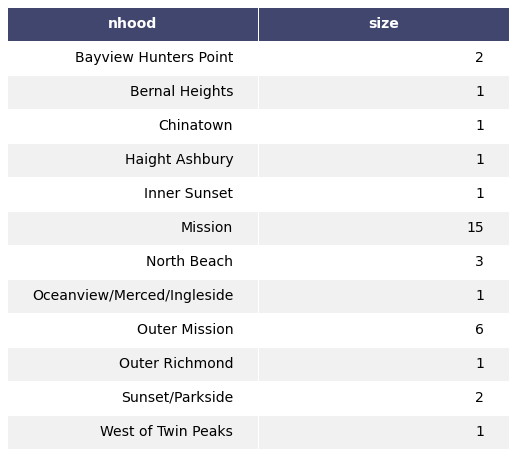 nhood size
Bayview Hunters Point 2
Bernal Heights 1
Chinatown 1
Haight Ashbury 1
Inner Sunset 1
Mission 15
North Beach 3
Oceanview/Merced/Ingleside 1
Outer Mission 6
Outer Richmond 1
Sunset/Parkside 2
West of Twin Peaks 1